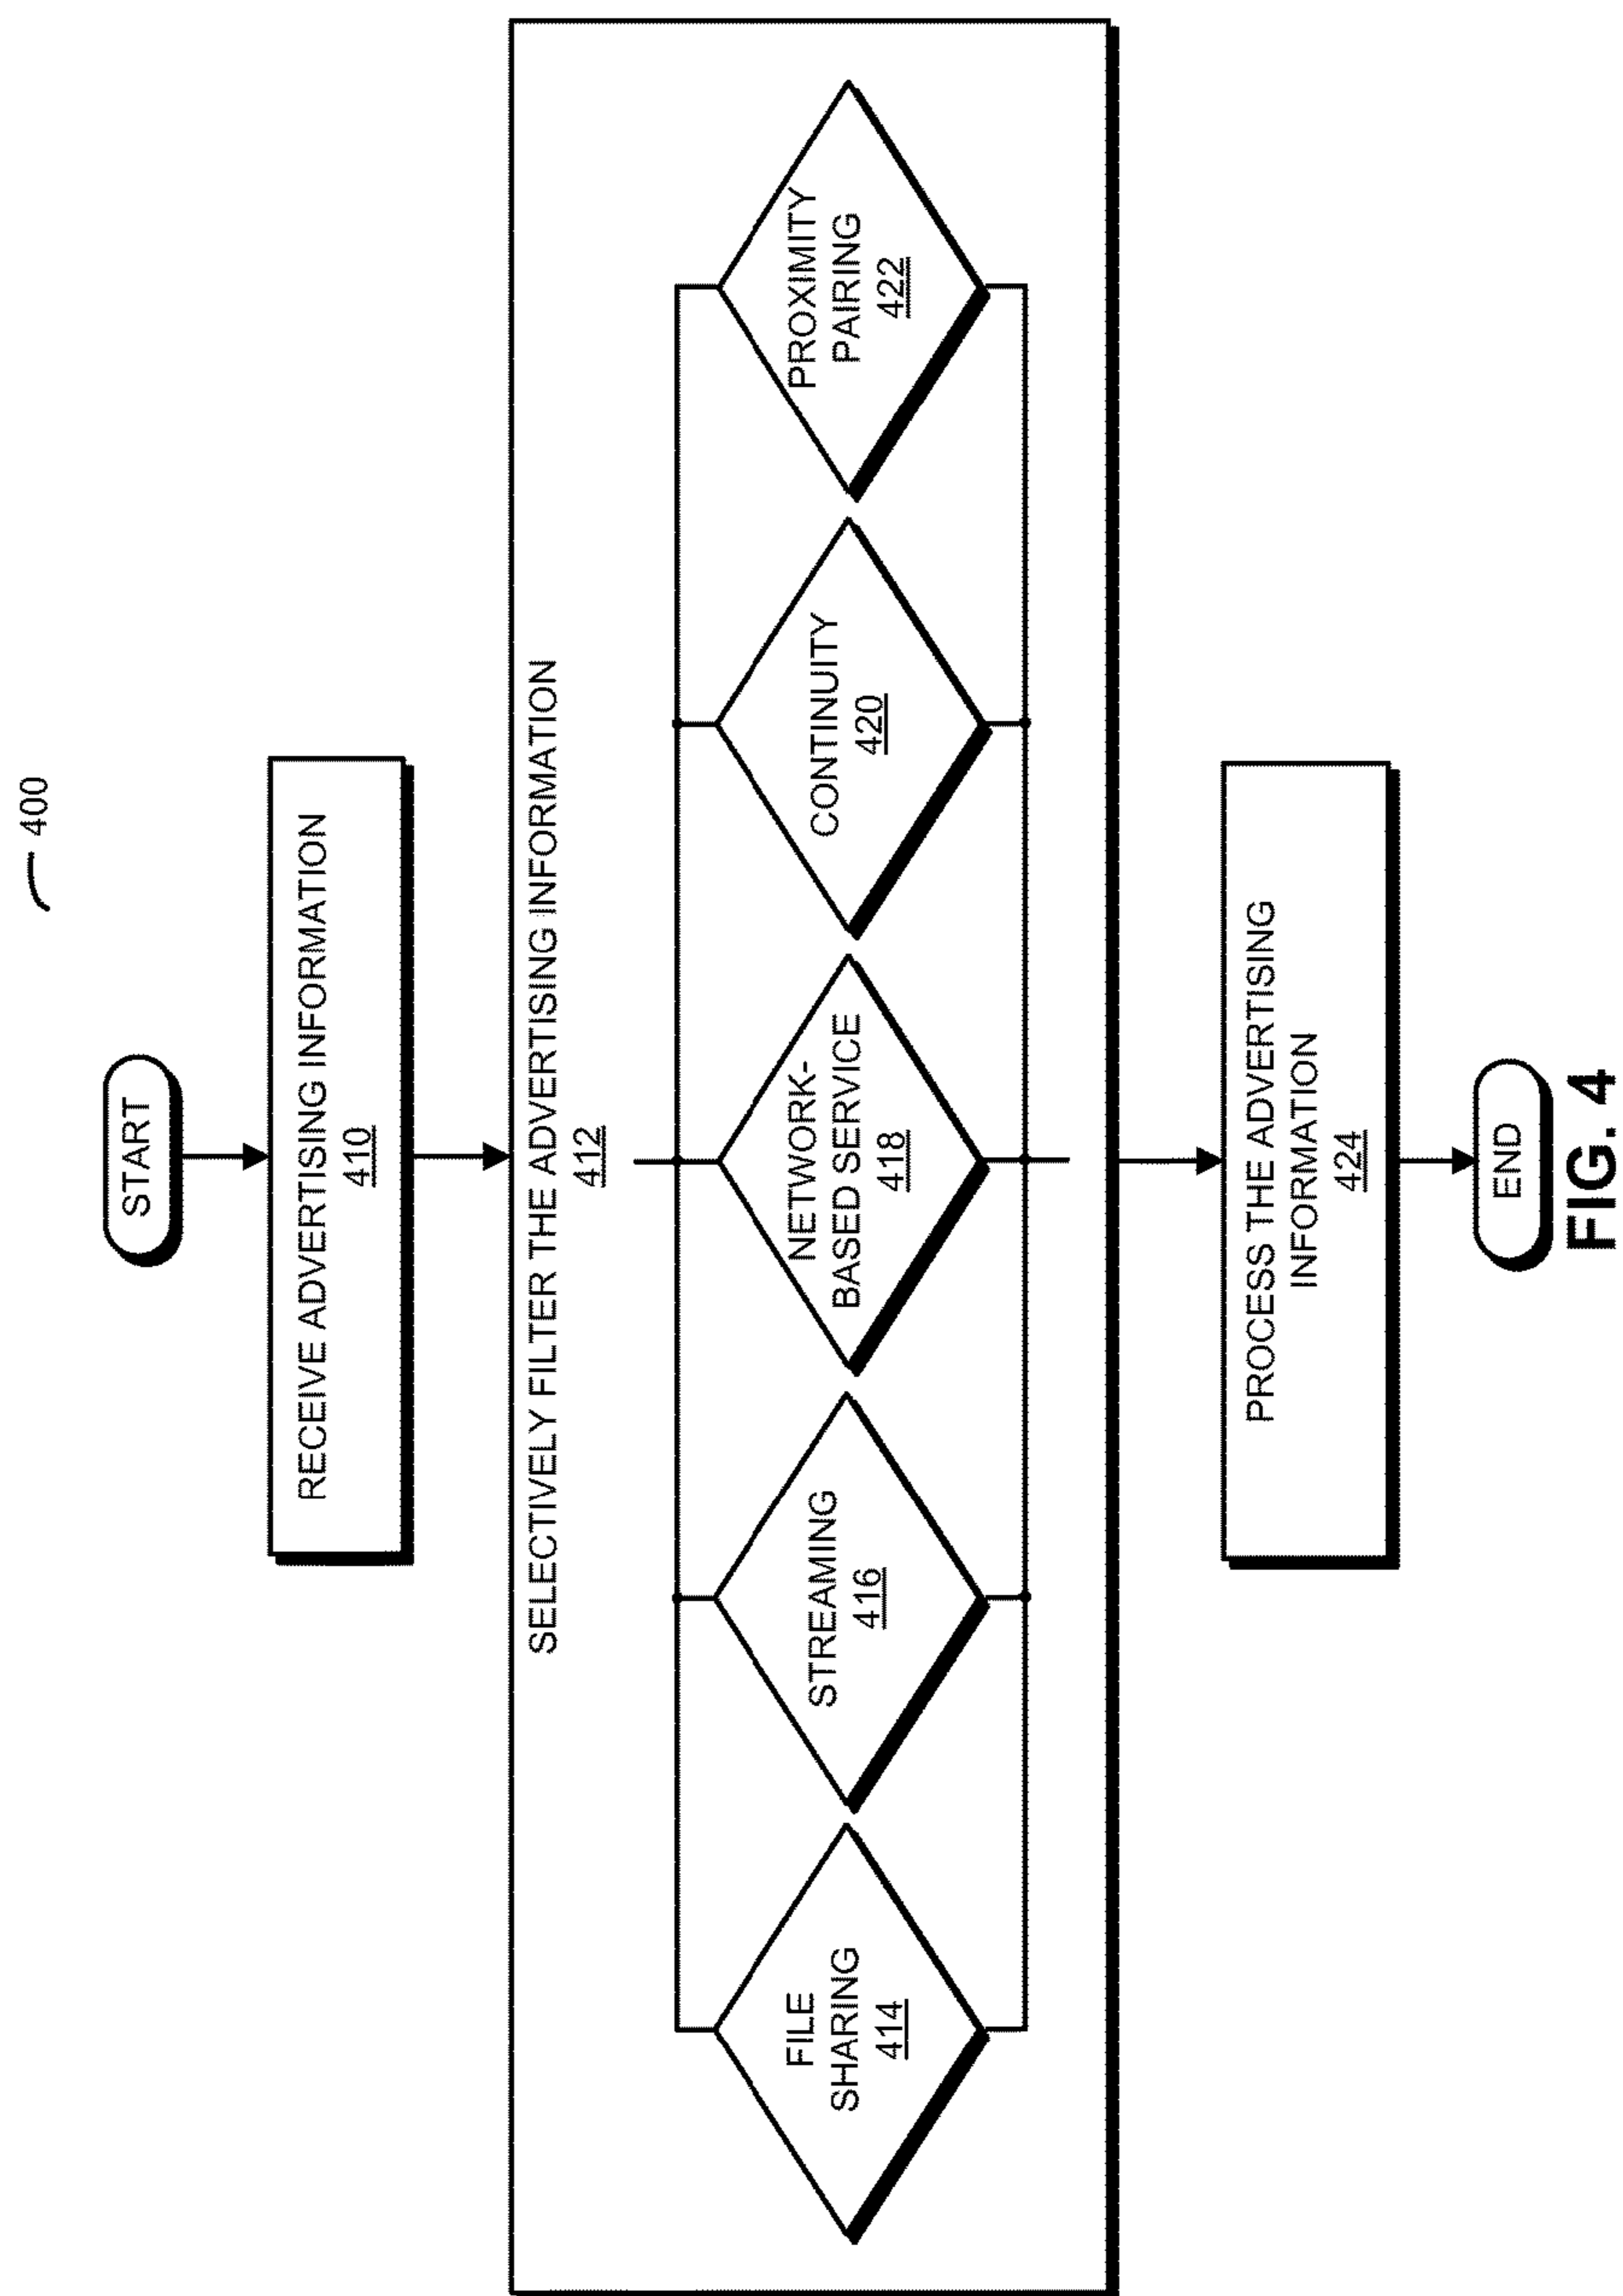 400
START
RECEIVE ADVERTISING INFORMATION
410
SELECTIVELY FILTER THE ADVERTISING INFORMATION
412
FILE
SHARING
414
STREAMING
416
NETWORK-
BASED SERVICE
418
CONTINUITY
420
PROXIMITY
PAIRING
422
PROCESS THE ADVERTISING
INFORMATION
424
END
FIG. 4